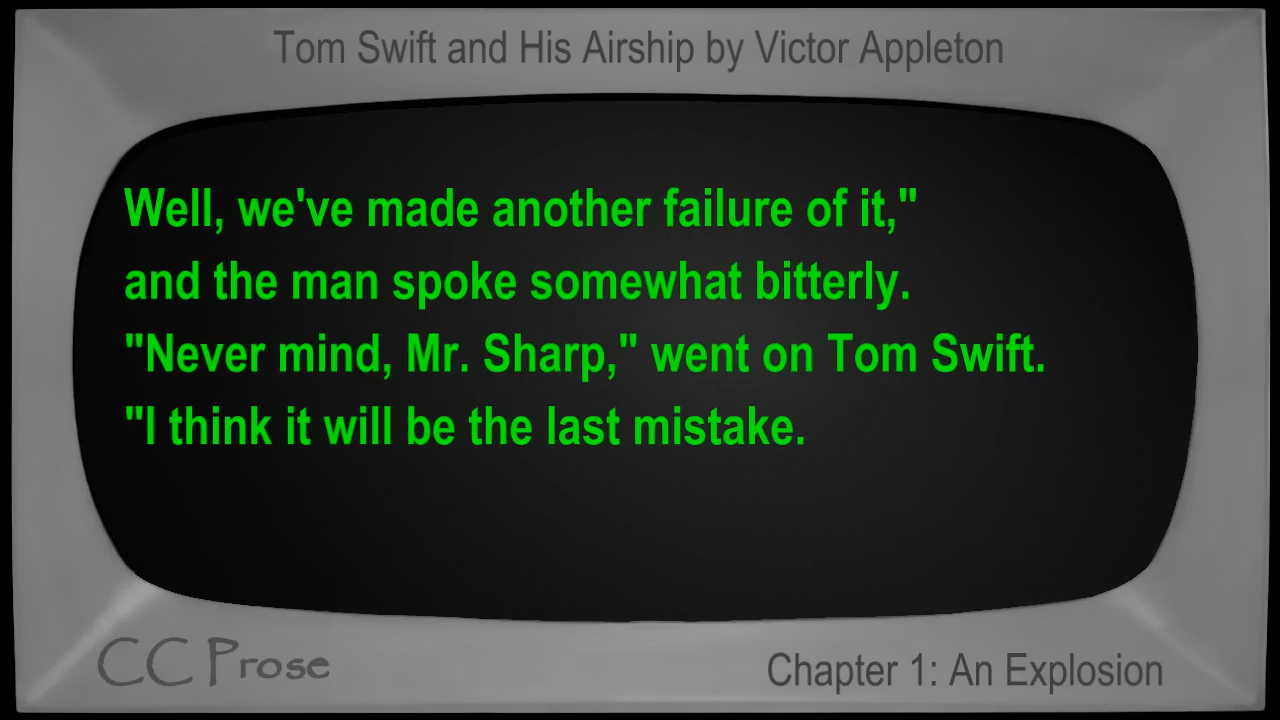 Tom Swift and His Airship by Victor Appleton
Well, we've made another failure of it,"
and the man spoke somewhat bitterly.
"Never mind, Mr. Sharp," went on Tom Swift.
"I think it will be the last mistake.
CC Prose
Chapter 1: An Explosion